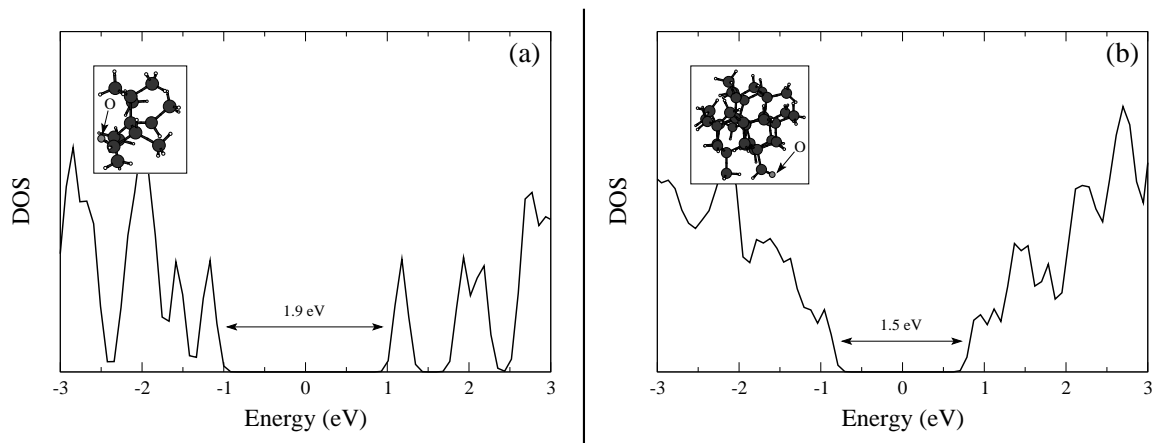 (a)
O
DOS
1.9 eV
-3 -2 -1 0 1 2 3
Energy (eV)
(b)
O
DOS
1.5 eV
-3 -2 -1 0 1 2 3
Energy (eV)